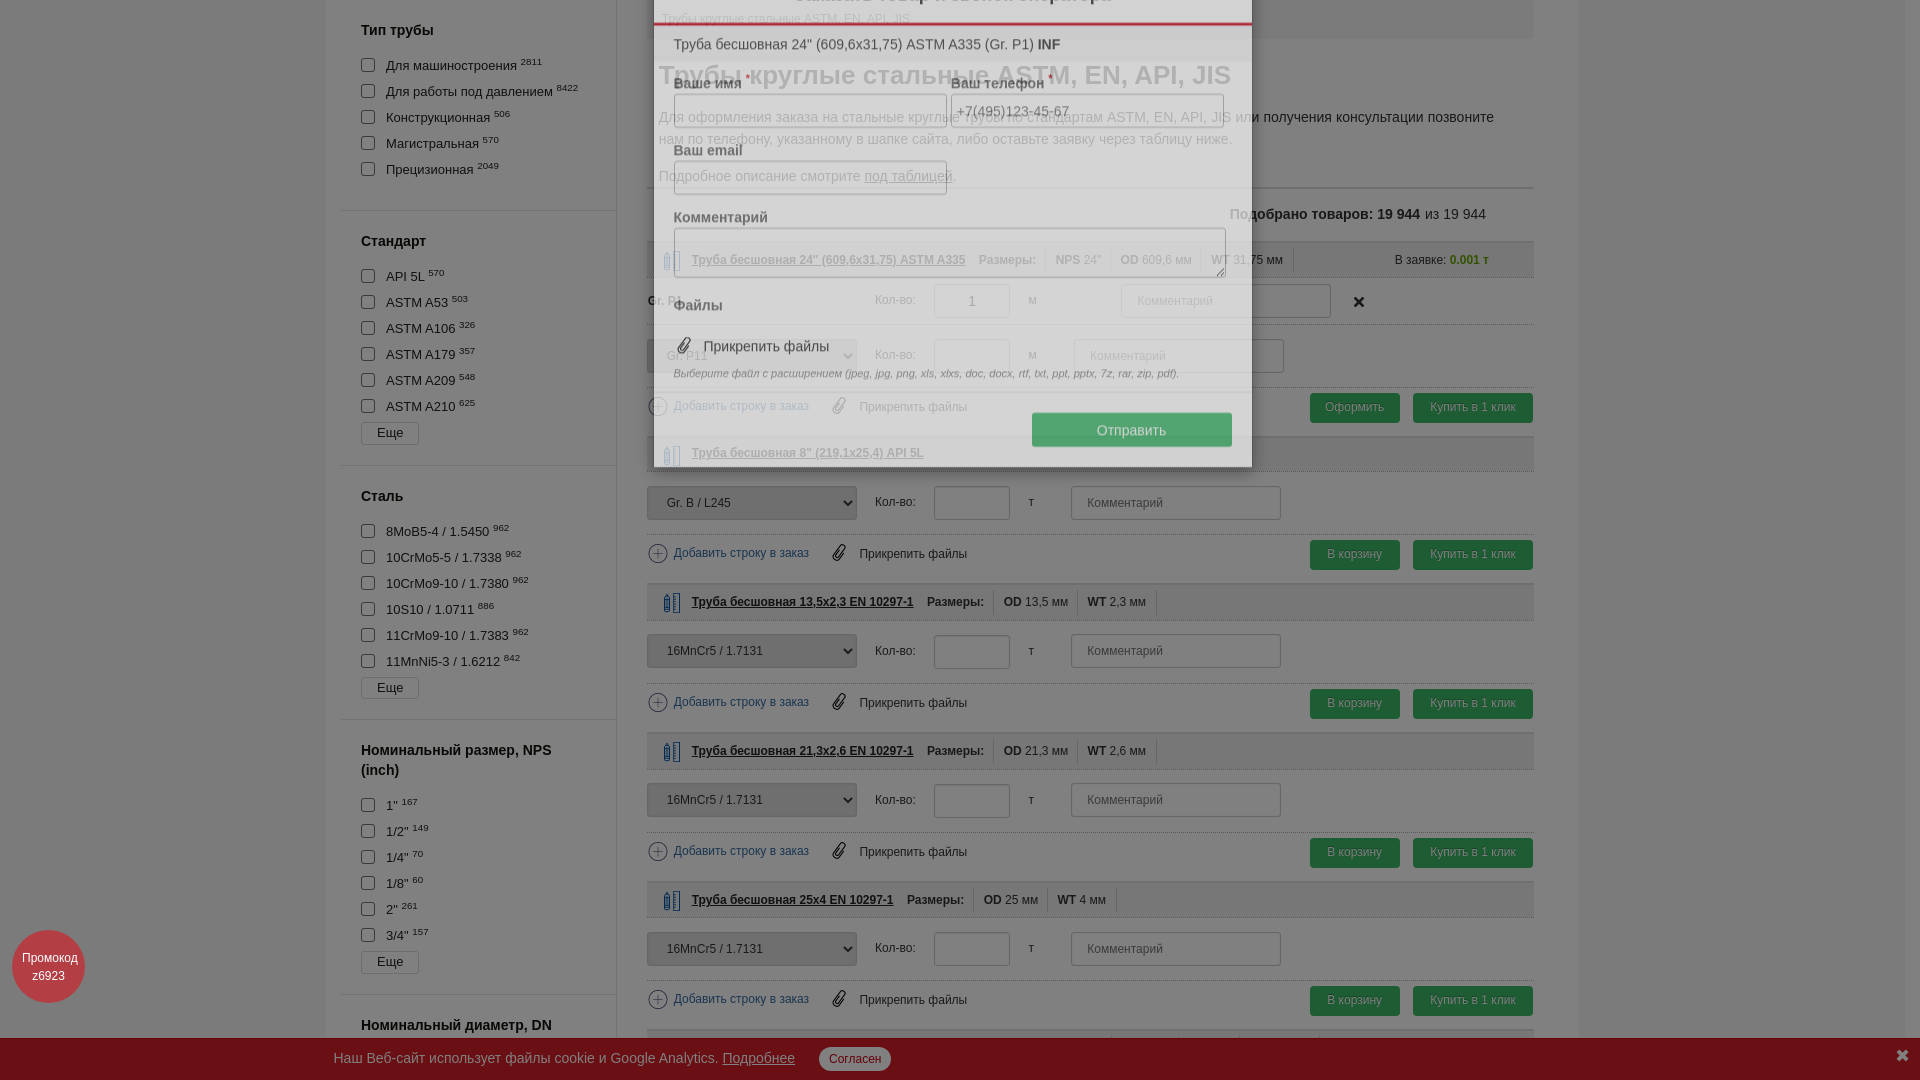 Тип трубы
Для машиностроения 2811
Для работы под давлением 8422
Конструкционная 506
Магистральная 570
Прецизионная 2049
Стандарт
API 5L 570
ASTM A53 503
ASTM A106 326
ASTM A179 357
ASTM A209 548
ASTM A210 625
Еще
Сталь
8MoB5-4 / 1.5450 962
10CrMo5-5 / 1.7338 962
10CrMo9-10 / 1.7380 962
10S10 / 1.0711 886
11CrMo9-10 / 1.7383 962
11MnNi5-3 / 1.6212 842
Еще
Номинальный размер, NPS
(inch)
1" 167
1/2" 149
1/4" 70
1/8" 60
2" 261
3/4" 157
Еще
Номинальный диаметр, DN
Трубы круглые стальные ASTM, EN, API, JIS
Труба бесшовная 24" (609,6x31,75) ASTM A335 (Gr. P1) INF
Трубы круглые стальные ASTM, EN, API, JIS
Ваше имя * Ваш телефон *
+7(495)123-45-67
Для оформления заказа на стальные круглые трубы по стандартам ASTM, EN, API, JIS или получения консультации позвоните
нам по телефону, указанному в шапке сайта, либо оставьте заявку через таблицу ниже.
Ваш email
Подробное описание смотрите под таблицей.
Комментарий
Подобрано товаров: 19 944 из 19 944
Труба бесшовная 24" (609,6x31.75) ASTM A335 Размеры: NPS 24" OD 609,6 мм WT 31.75 мм В заявке: 0.001 т
Gr. P1 Кол-во: 1 м Комментарий
Файлы
Прикрепить файлы
Gr. P11 Кол-во: м Комментарий
Выберите файл с расширением (jpeg, jpg, png, xls, xlxs, doc, docx, rtf, txt, ppt, pptx, 7z, rar, zip, pdf).
Добавить строку в заказ Прикрепить файлы Оформить Купить в 1 клик
Отправить
Труба бесшовная 8" (219,1x25,4) API 5L
Gr. B / L245 Кол-во: т Комментарий
Добавить строку в заказ Прикрепить файлы В корзину Купить в 1 клик
Труба бесшовная 13,5x2,3 EN 10297-1 Размеры: OD 13,5 мм WT 2,3 мм
16MnCr5 / 1.7131 Кол-во: т Комментарий
Добавить строку в заказ Прикрепить файлы В корзину Купить в 1 клик
Труба бесшовная 21,3x2,6 EN 10297-1 Размеры: OD 21,3 мм WT 2,6 мм
16MnCr5 / 1.7131 Кол-во: т Комментарий
Добавить строку в заказ Прикрепить файлы В корзину Купить в 1 клик
Труба бесшовная 25x4 EN 10297-1 Размеры: OD 25 мм WT 4 мм
16MnCr5 / 1.7131 Кол-во: т Комментарий
Добавить строку в заказ Прикрепить файлы В корзину Купить в 1 клик
Промокод
z6923
Наш Веб-сайт использует файлы cookie и Google Analytics. Подробнее Согласен